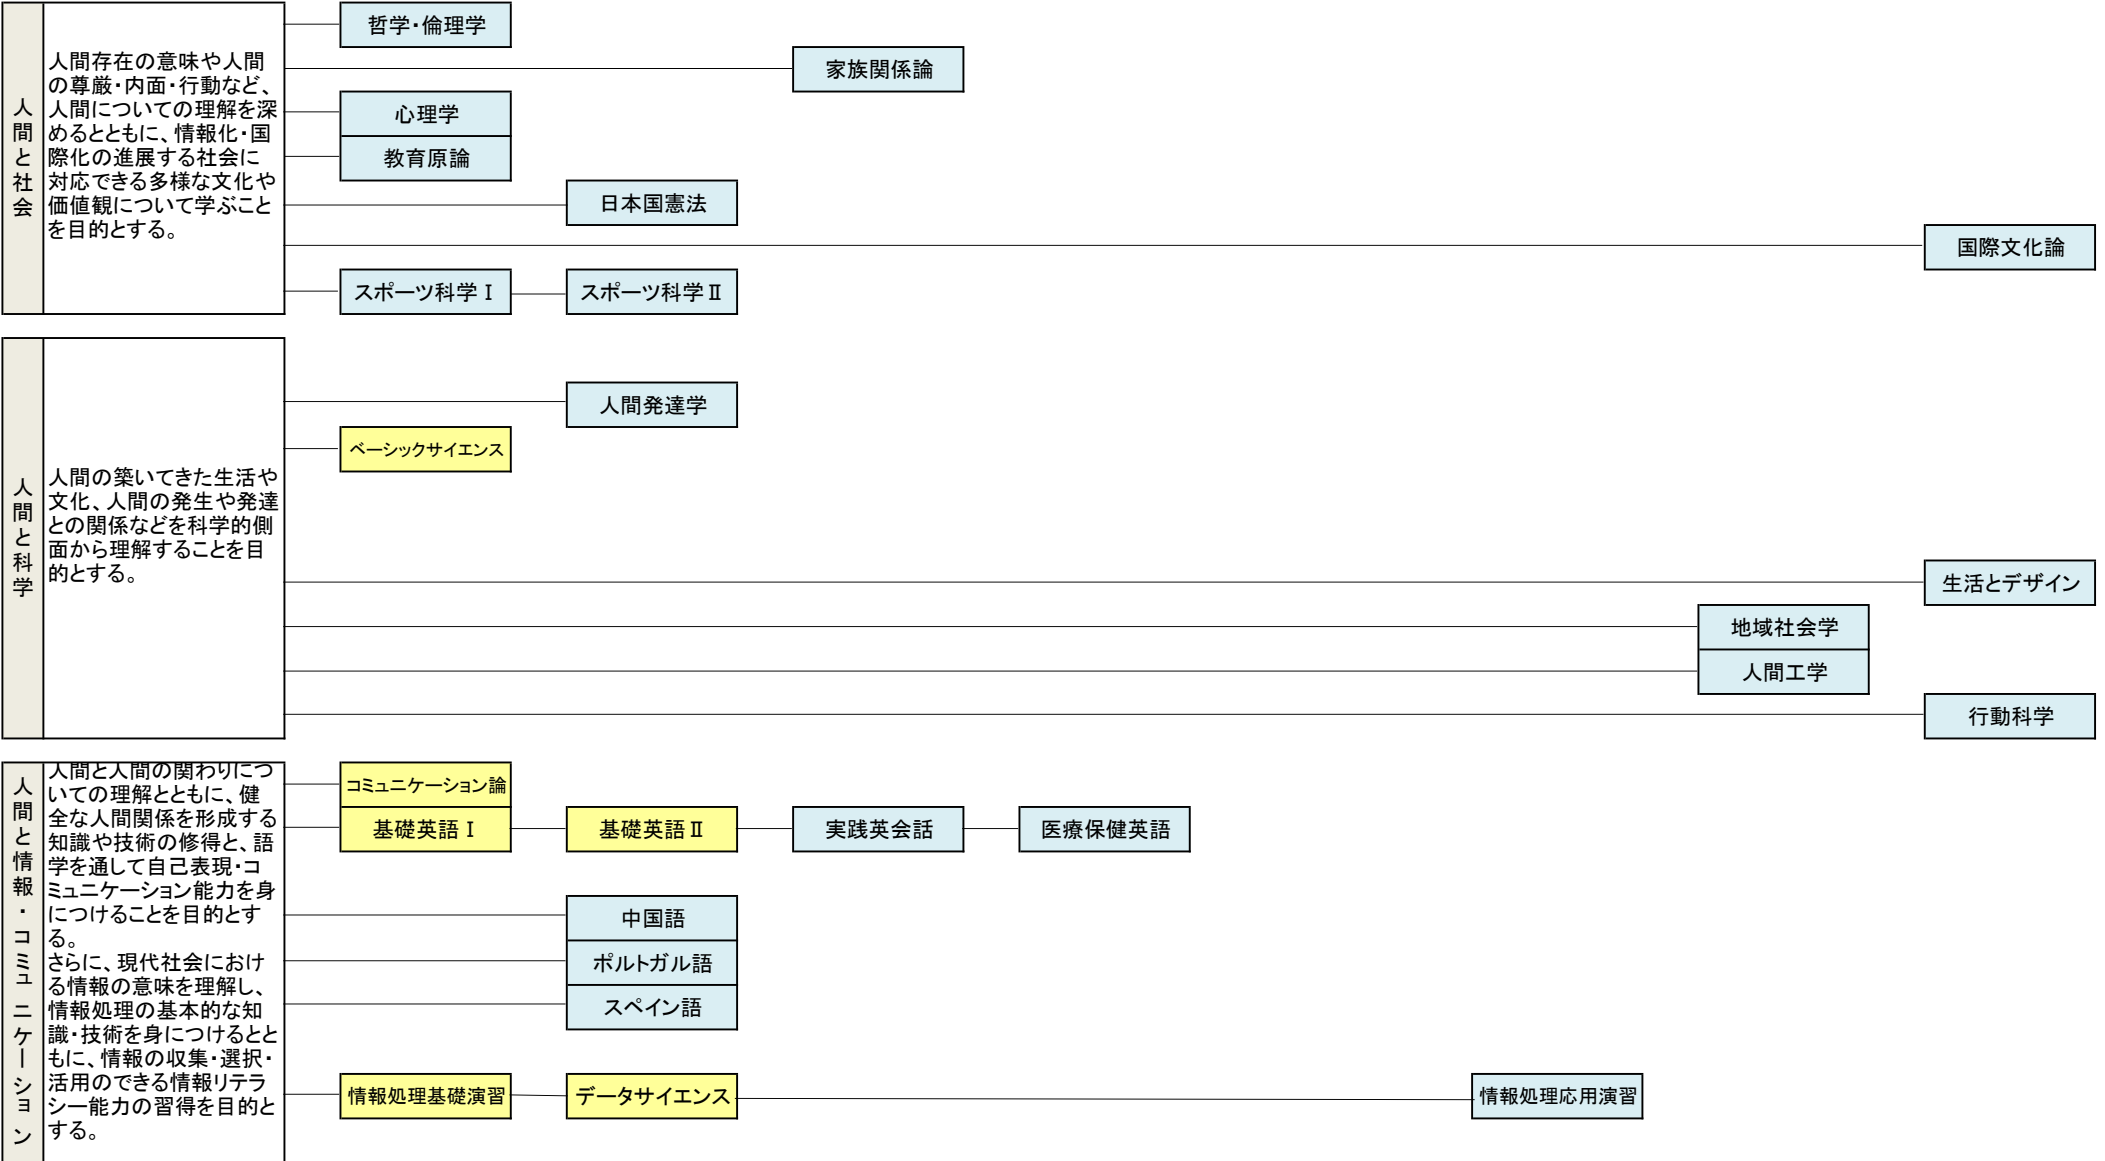 人間と社会
人間存在の意味や人間
の尊厳・内面・行動など、
人間についての理解を深
めるとともに、情報化・国
際化の進展する社会に
対応できる多様な文化や
価値観について学ぶこと
を目的とする。
哲学・倫理学
家族関係論
心理学
教育原論
日本国憲法
国際文化論
スポーツ科学Ⅰ
スポーツ科学Ⅱ
人間と科学
人間の築いてきた生活や
文化、人間の発生や発達
との関係などを科学的側
面から理解することを目
的とする。
人間発達学
ベーシックサイエンス
生活とデザイン
地域社会学
人間工学
行動科学
人間と情報・コミュニケーション
人間と人間の関わりにつ
いての理解とともに、健
全な人間関係を形成する
知識や技術の修得と、語
学を通して自己表現・コ
ミュニケーション能力を身
につけることを目的とす
る。
さらに、現代社会におけ
る情報の意味を理解し、
情報処理の基本的な知
識・技術を身につけるとと
もに、情報の収集・選択・
活用のできる情報リテラ
シー能力の習得を目的と
する。
コミュニケーション論
基礎英語Ⅰ
基礎英語Ⅱ
実践英会話
医療保健英語
中国語
ポルトガル語
スペイン語
情報処理基礎演習
データサイエンス
情報処理応用演習